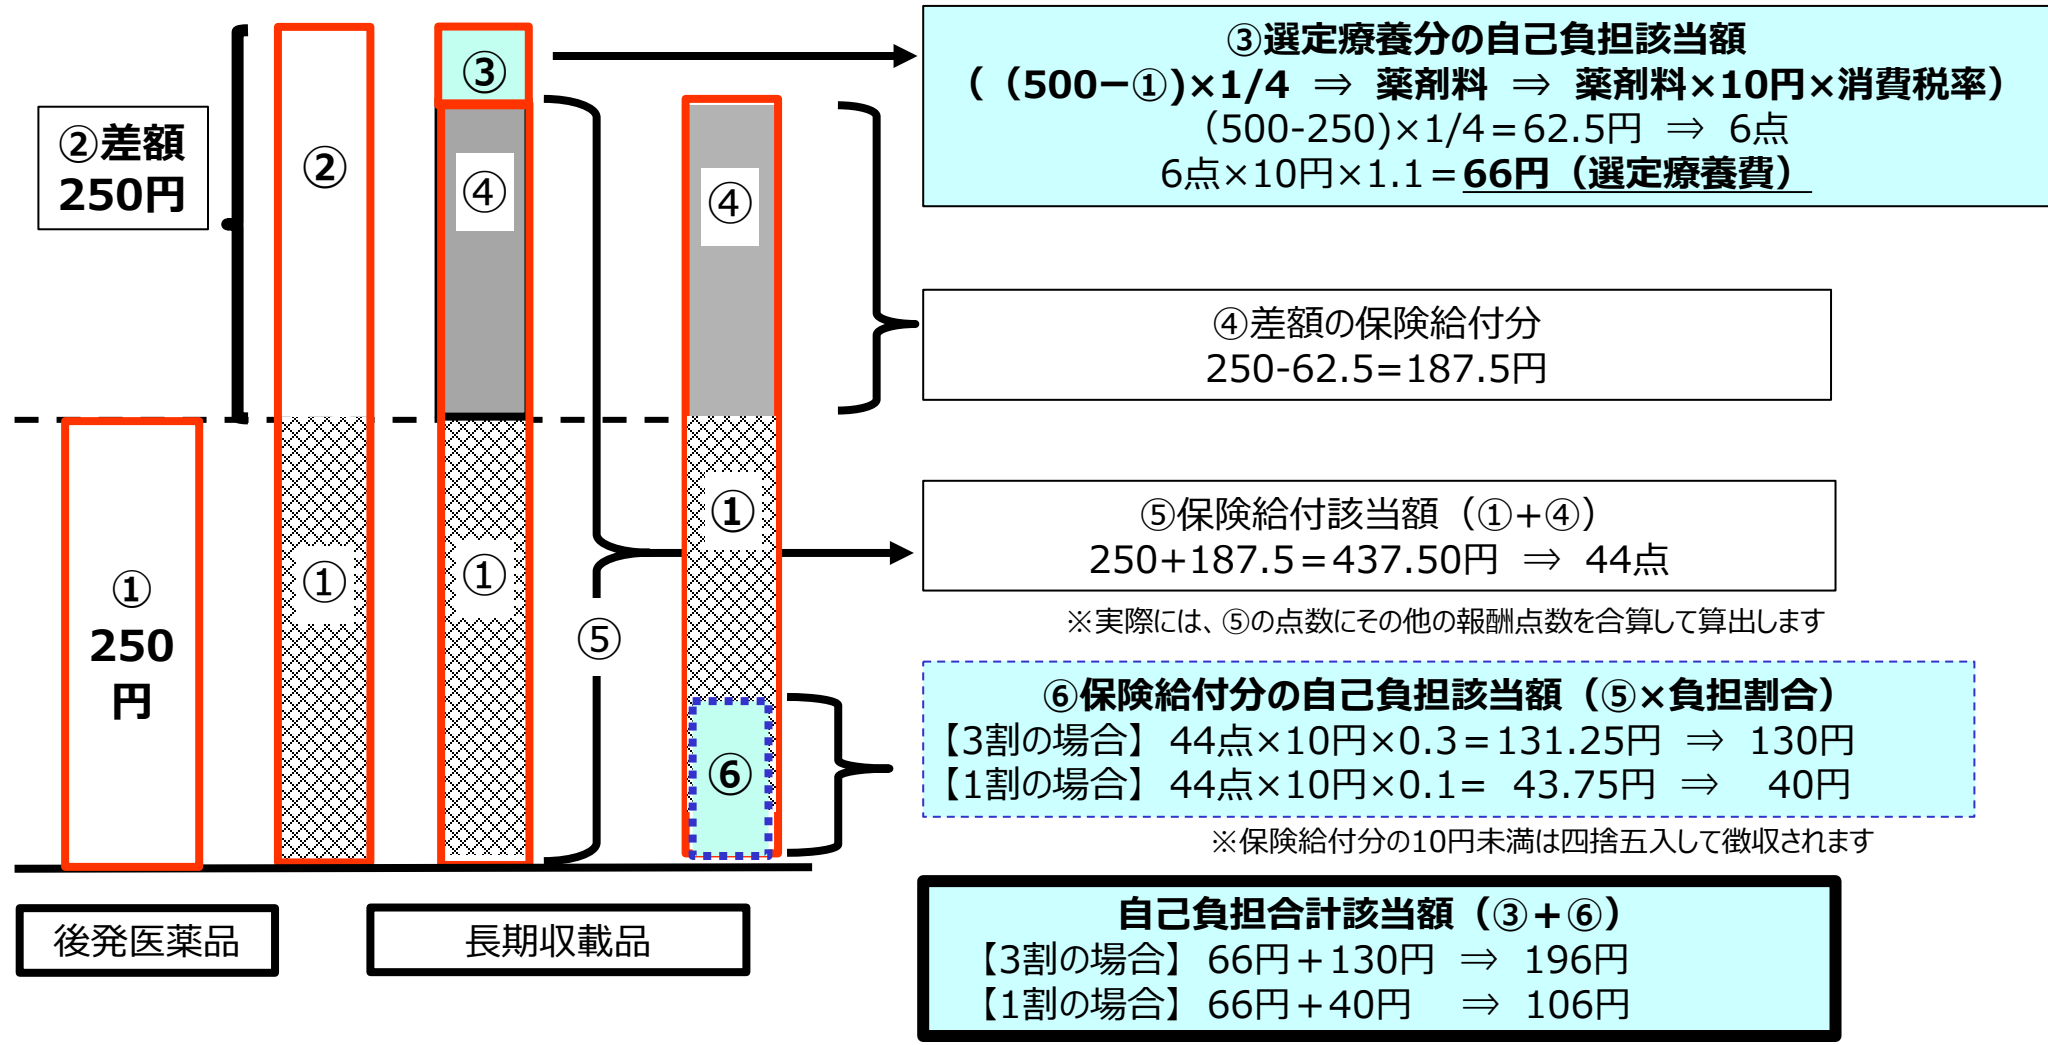 ②差額
250円
②
③
④
④
①
250
円
①
①
①
⑤
⑥
後発医薬品
長期収載品
③選定療養分の自己負担該当額
(（500−①)×1/4 ⇒ 薬剤料 ⇒ 薬剤料×10円×消費税率）
（500-250)×1/4＝62.5円 ⇒ 6点
6点×10円×1.1＝66円（選定療養費）
④差額の保険給付分
250-62.5=187.5円
⑤保険給付該当額（①+④）
250+187.5＝437.50円 ⇒ 44点
※実際には、⑤の点数にその他の報酬点数を合算して算出します
⑥保険給付分の自己負担該当額（⑤×負担割合）
【3割の場合】44点×10円×0.3＝131.25円 ⇒ 130円
【1割の場合】44点×10円×0.1= 43.75円 ⇒ 40円
※保険給付分の10円未満は四捨五入して徴収されます
自己負担合計該当額（③+⑥）
【3割の場合】66円＋130円 ⇒ 196円
【1割の場合】66円＋40円 ⇒ 106円